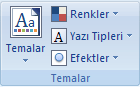 Aa
Renkler
Temalar
A Yazı Tipleri
Efektler
Temalar